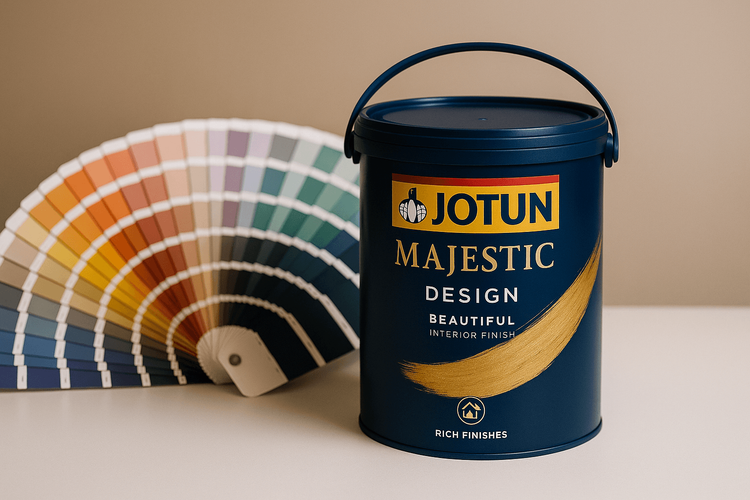 JOTUN
MAJESTIC
DESIGN
BEAUTIFUL
INTERIOR FINISH
RICH FINISHES